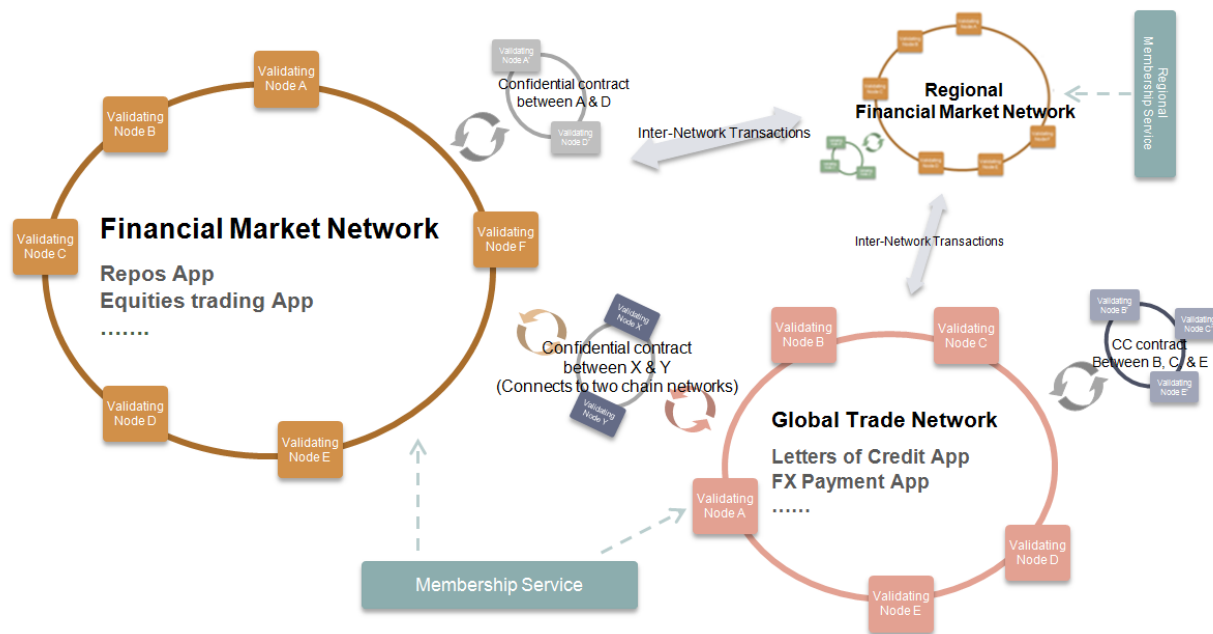 Validating
Node A
Validating
Node B
Validating
Node C
Validating
Node D
Validating
Node E
Validating
Node F
Financial Market Network
Repos App
Equities trading App
…….
Validating
Node A'
Confidential contract
between A & D
Validating
Node D'
Inter-Network Transactions
Regional
Financial Market Network
Regional
Membership Service
Inter-Network Transactions
Validating
Node X
Confidential contract
between X & Y
(Connects to two chain networks)
Validating
Node Y
Validating
Node B
Validating
Node C
Global Trade Network
Letters of Credit App
FX Payment App
……
Validating
Node A
Validating
Node D
Validating
Node E
Validating
Node B'
Validating
Node C'
CC contract
Between B, C, & E
Validating
Node E'
Membership Service